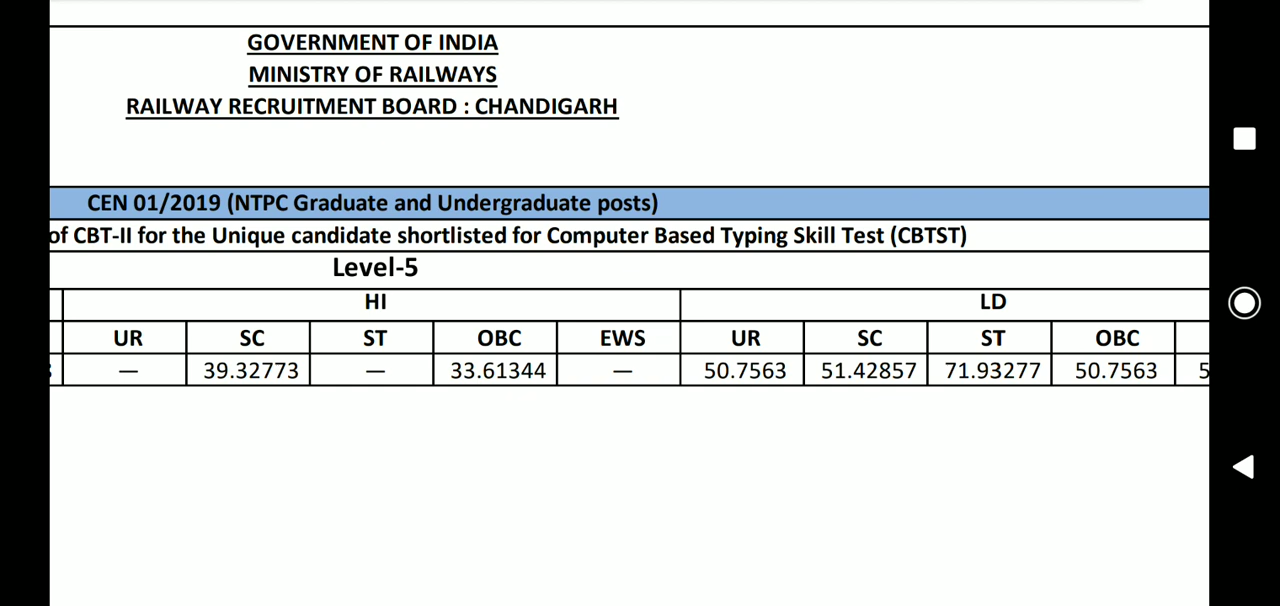 GOVERNMENT OF INDIA
MINISTRY OF RAILWAYS
RAILWAY RECRUITMENT BOARD : CHANDIGARH
CEN 01/2019 (NTPC Graduate and Undergraduate posts)
of CBT-II for the Unique candidate shortlisted for Computer Based Typing Skill Test (CBTST)
Level-5
HI LD
UR SC ST OBC EWS UR SC ST OBC
— 39.32773 — 33.61344 — 50.7563 51.42857 71.93277 50.7563